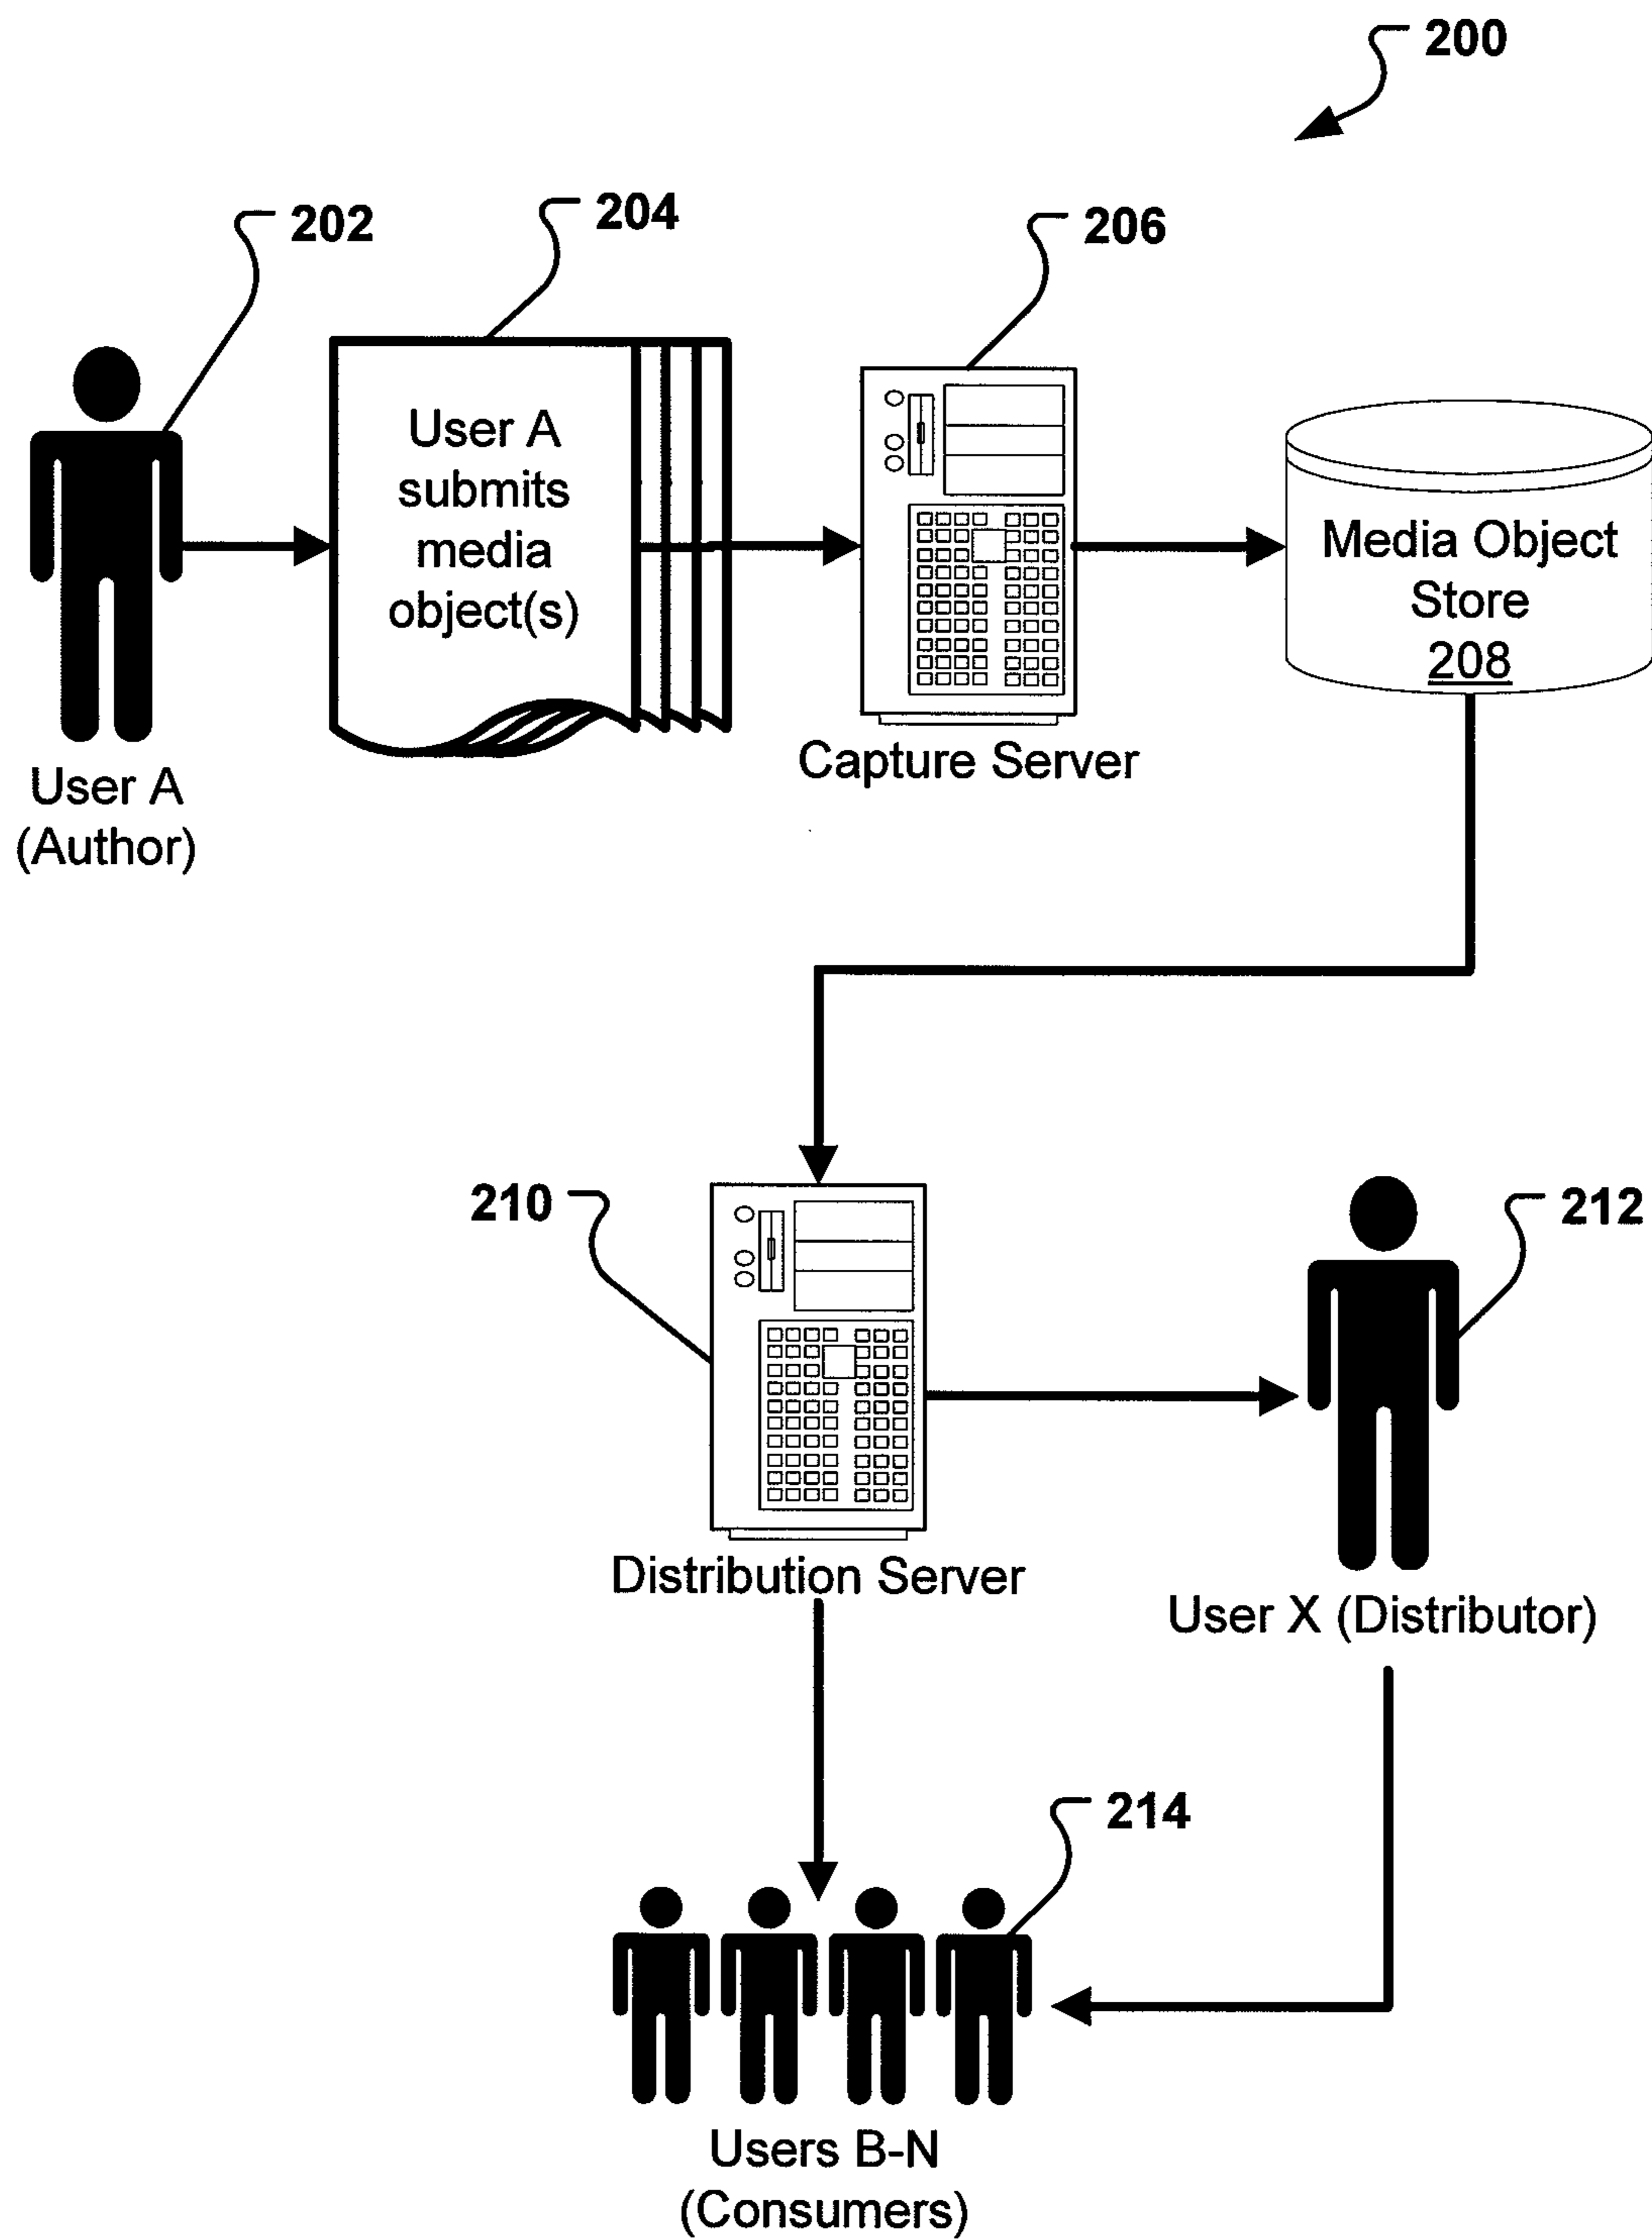 200
202
204
206
User A
submits
media
object(s)
Media Object
Store
208
Capture Server
User A
(Author)
210
212
Distribution Server
User X (Distributor)
214
Users B-N
(Consumers)